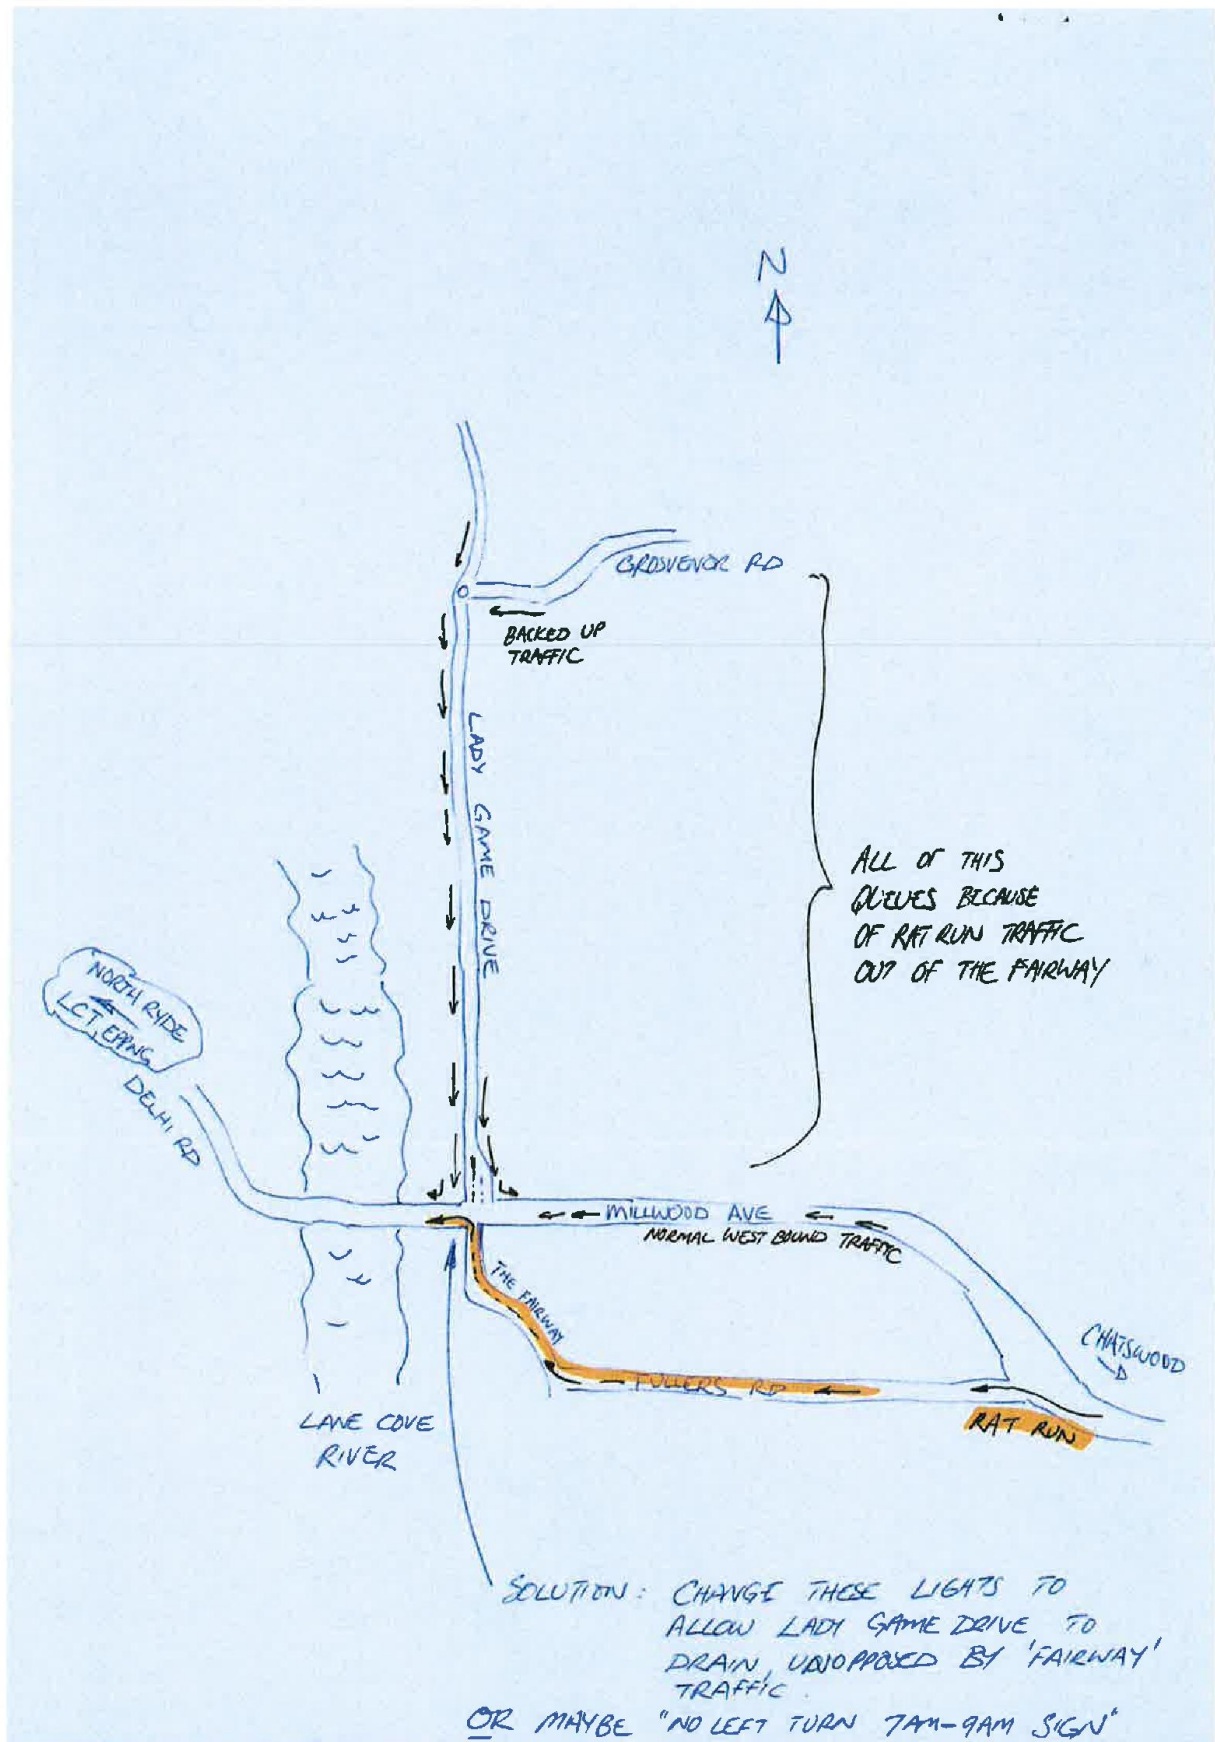 N
GROSVENOR RD
BACKED UP
TRAFFIC
LADY GAME DRIVE
ALL OF THIS
QUEUES BECAUSE
OF RAT RUN TRAFFIC
OUT OF THE FAIRWAY
NORTH RYDE
LCT EPPING
DELHI RD
MILLWOOD AVE
NORMAL WEST BOUND TRAFFIC
THE FAIRWAY
CHATSWOOD
FULLERS RD
RAT RUN
LANE COVE
RIVER
SOLUTION: CHANGE THESE LIGHTS TO
ALLOW LADY GAME DRIVE TO
DRAIN, UNOPPOSED BY 'FAIRWAY'
TRAFFIC.
OR MAYBE "NO LEFT TURN 7AM-9AM SIGN"